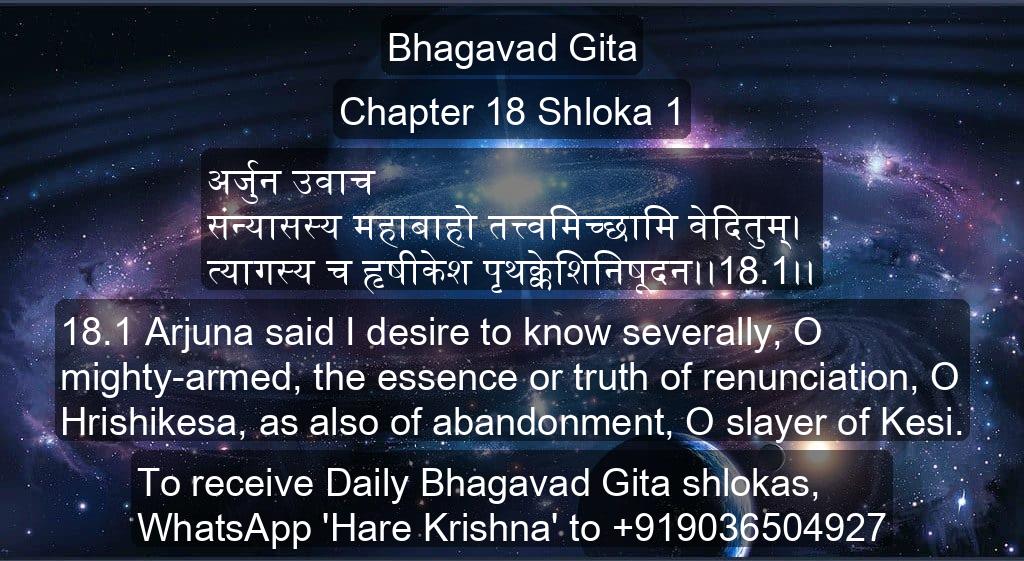 Bhagavad Gita
Chapter 18 Shloka 1
अर्जुन उवाच
संन्यासस्य महाबाहो तत्त्वमिच्छामि वेदितुम्।
त्यागस्य च हृषीकेश पृथक्केशिनिषूदन।।18.1।।
18.1 Arjuna said I desire to know severally, O
mighty-armed, the essence or truth of renunciation, O
Hrishikesa, as also of abandonment, O slayer of Kesi.
To receive Daily Bhagavad Gita shlokas,
WhatsApp 'Hare Krishna' to +919036504927